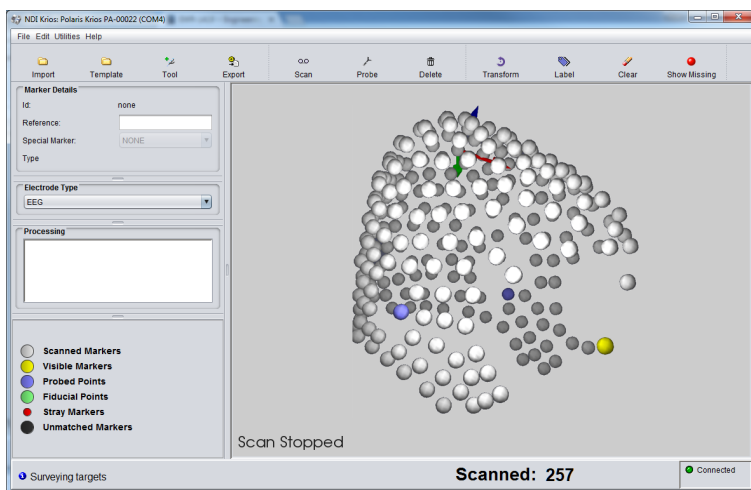 NDI Krios: Polaris Krios PA-00022 (COM4)
File Edit Utilities Help
Import Template Tool Export Scan Probe Delete Transform Label Clear Show Missing
Marker Details
Id: none
Reference:
Special Marker: NONE
Type
Electrode Type
EEG
Processing
Scanned Markers
Visible Markers
Probed Points
Fiducial Points
Stray Markers
Unmatched Markers
Scan Stopped
Surveying targets
Scanned: 257
Connected